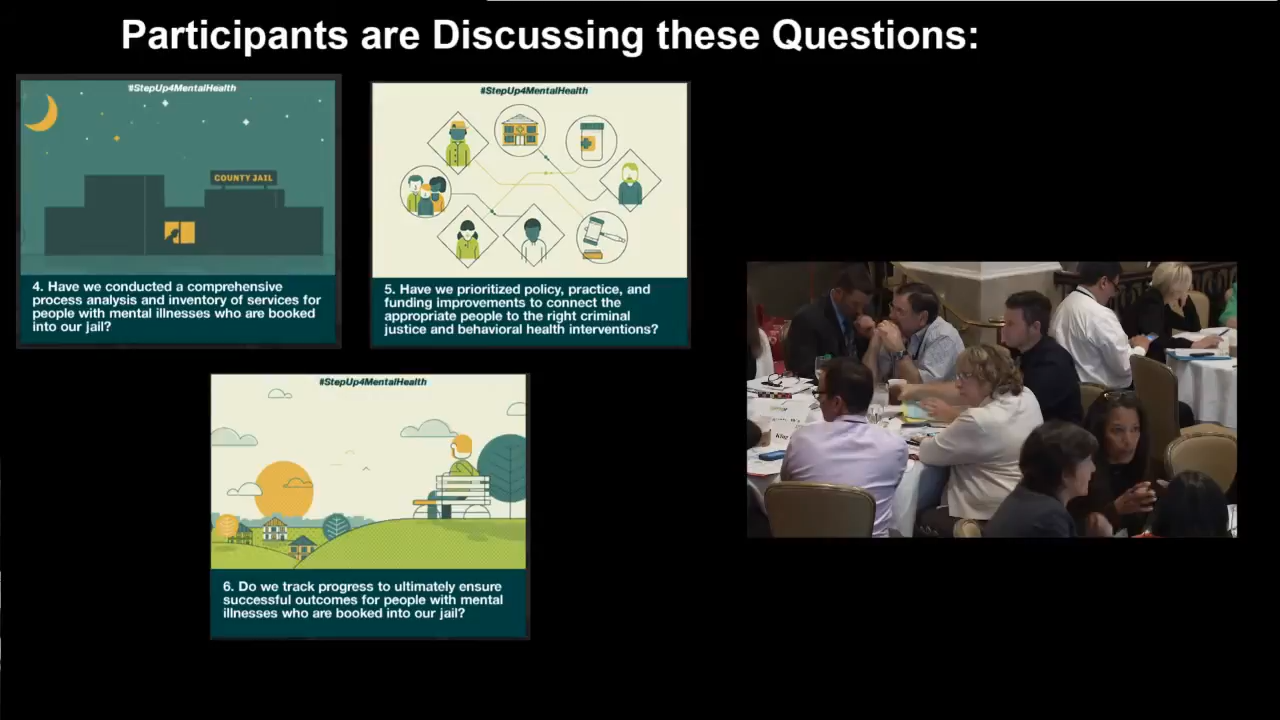 Participants are Discussing these Questions:
#StepUp4MentalHealth
COUNTY JAIL
4. Have we conducted a comprehensive
process analysis and inventory of services for
people with mental illnesses who are booked
into our jail?
#StepUp4MentalHealth
5. Have we prioritized policy, practice, and
funding improvements to connect the
appropriate people to the right criminal
justice and behavioral health interventions?
#StepUp4MentalHealth
6. Do we track progress to ultimately ensure
successful outcomes for people with mental
illnesses who are booked into our jail?